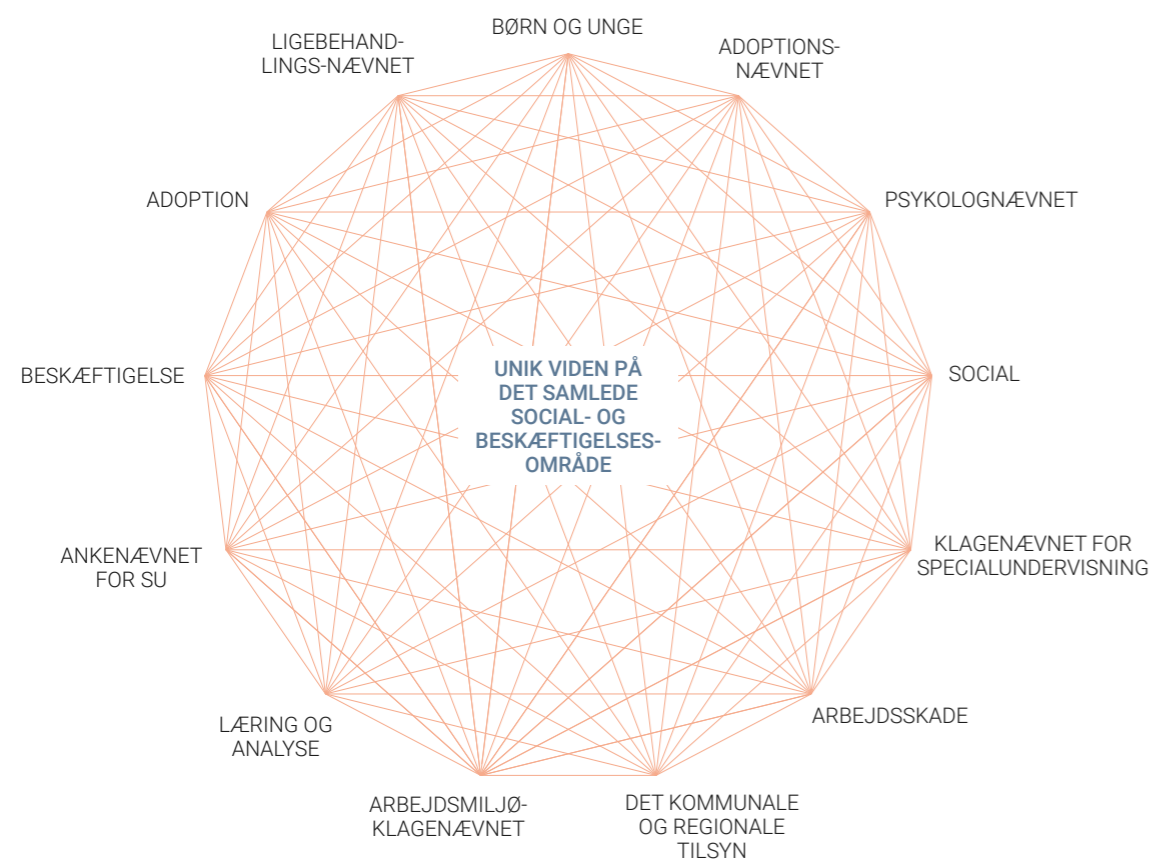 BØRN OG UNGE
LIGEBEHAND-
LINGS-NÆVNET
ADOPTIONS-
NÆVNET
ADOPTION
PSYKOLOGNÆVNET
BESKÆFTIGELSE
UNIK VIDEN PÅ
DET SAMLEDE
SOCIAL- OG
BESKÆFTIGELSES-
OMRÅDE
SOCIAL
ANKENÆVNET
FOR SU
KLAGENÆVNET FOR
SPECIALUNDERVISNING
LÆRING OG
ANALYSE
ARBEJDSSKADE
ARBEJDSMILJØ-
KLAGENÆVNET
DET KOMMUNALE
OG REGIONALE
TILSYN